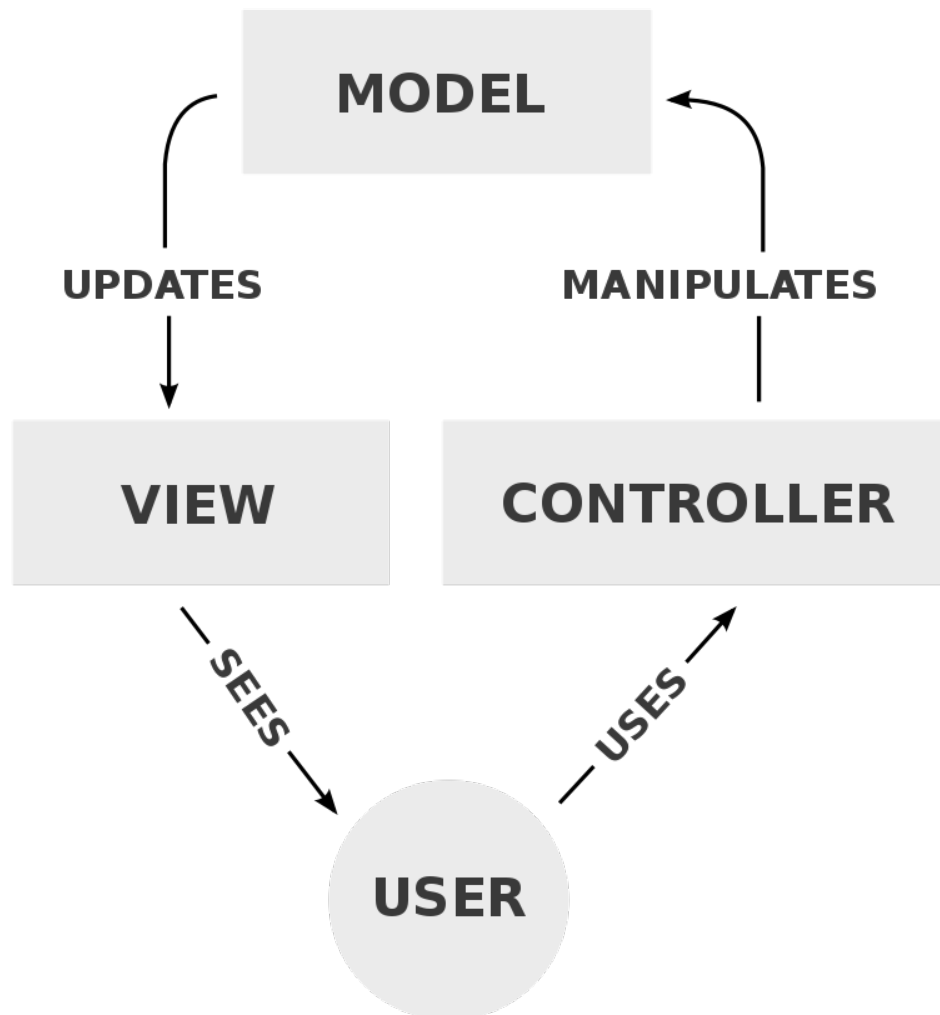 MODEL
UPDATES
MANIPULATES
VIEW
CONTROLLER
SEES
USES
USER